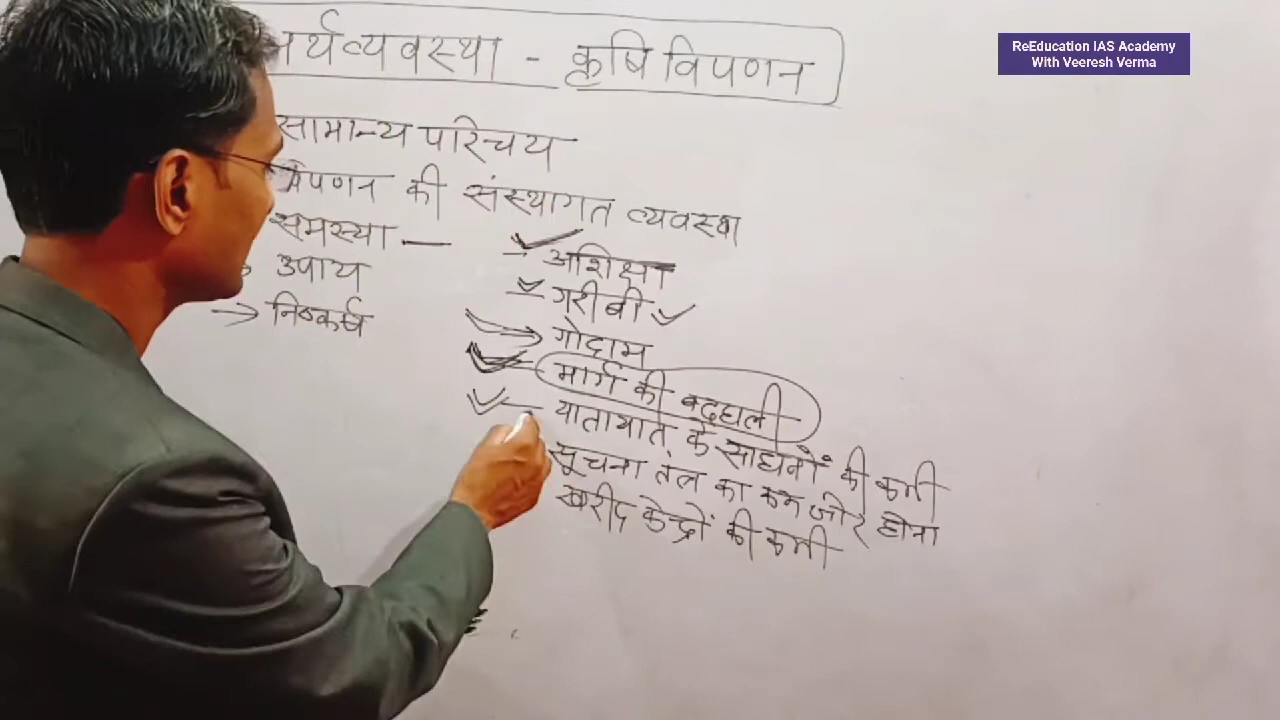 र्थव्यवस्था - कृषि विपणन
सामान्य परिचय
विपणन की संस्थागत व्यवस्था
समस्या —
उपाय
→ निष्कर्ष
- अशिक्षा
- गरीबी
→ गोदाम
- मार्ग की बदहाली
- यातायात के साधनों की कमी
सूचना तंत्र का कमजोर होना
खरीद केन्द्रों की कमी
ReEducation IAS Academy
With Veeresh Verma